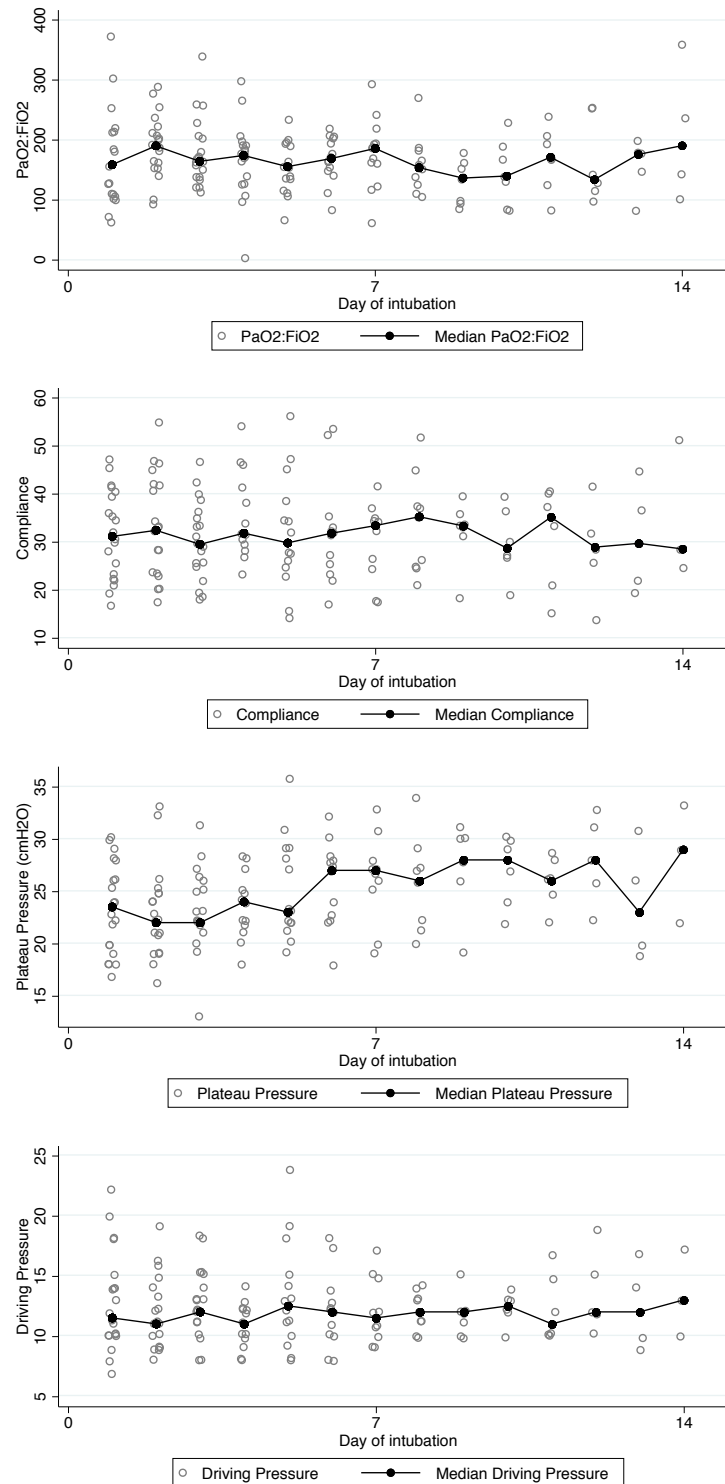 400
300
200
100
0
PaO2:FiO2
0 7 14
Day of intubation
PaO2:FiO2 Median PaO2:FiO2
60
50
40
30
20
10
Compliance
0 7 14
Day of intubation
Compliance Median Compliance
35
30
25
20
15
Plateau Pressure (cmH2O)
0 7 14
Day of intubation
Plateau Pressure Median Plateau Pressure
25
20
15
10
5
Driving Pressure
0 7 14
Day of intubation
Driving Pressure Median Driving Pressure